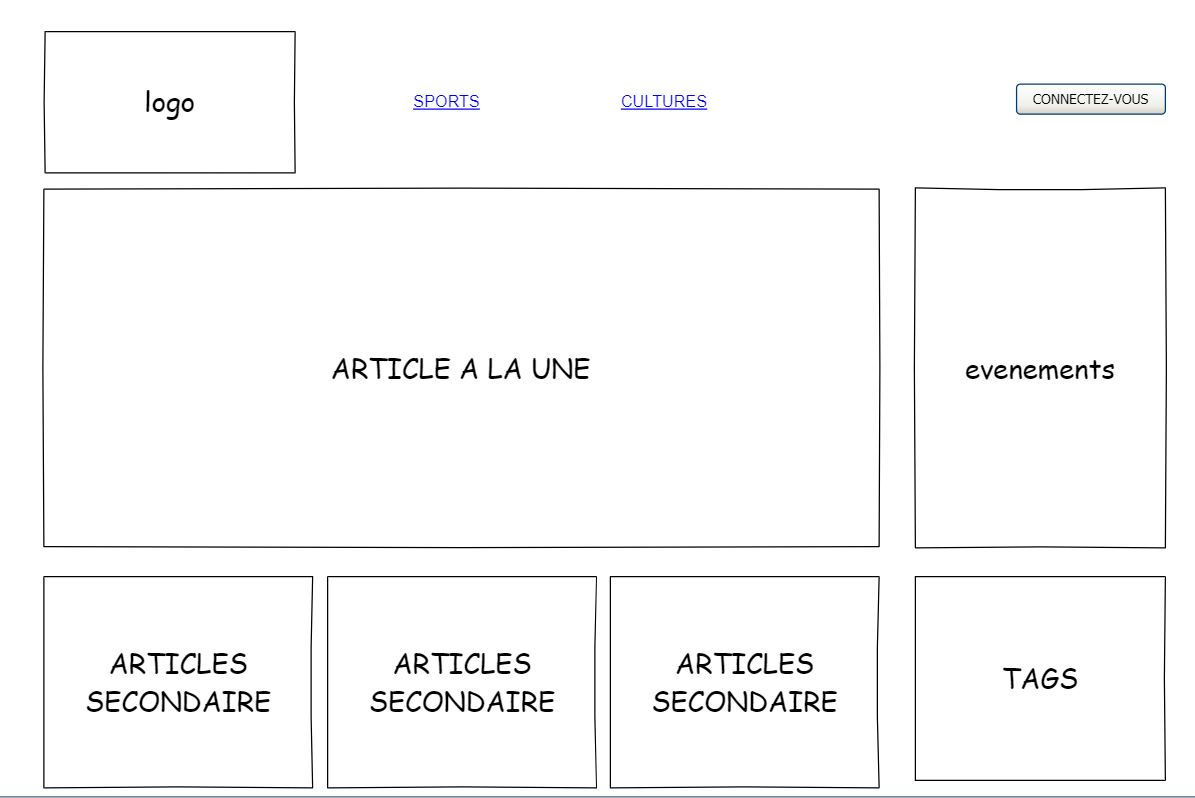 logo
SPORTS
CULTURES
CONNECTEZ-VOUS
ARTICLE A LA UNE
evenements
ARTICLES
SECONDAIRE
ARTICLES
SECONDAIRE
ARTICLES
SECONDAIRE
TAGS